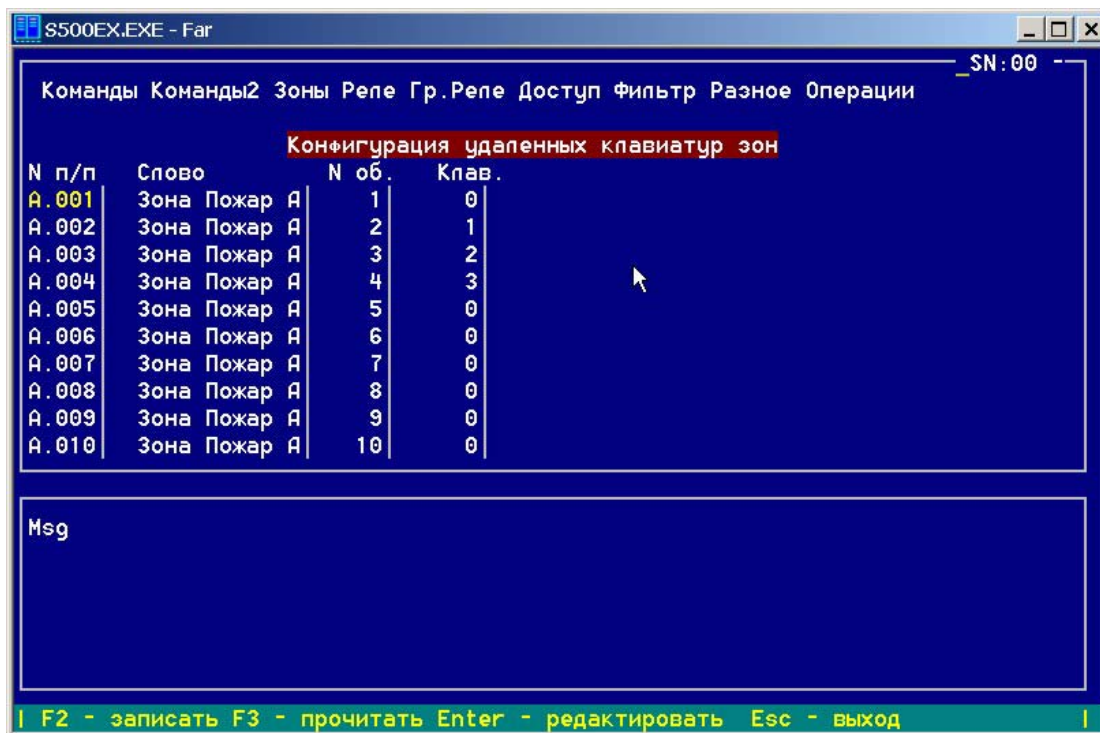 S500EX.EXE - Far
_SN:00 --
Команды Команды2 Зоны Реле Гр.Реле Доступ Фильтр Разное Операции
Конфигурация удаленных клавиатур зон
N п/п Слово N об. Клав.
A.001 Зона Пожар А 1 0
A.002 Зона Пожар А 2 1
A.003 Зона Пожар А 3 2
A.004 Зона Пожар А 4 3
A.005 Зона Пожар А 5 0
A.006 Зона Пожар А 6 0
A.007 Зона Пожар А 7 0
A.008 Зона Пожар А 8 0
A.009 Зона Пожар А 9 0
A.010 Зона Пожар А 10 0
Msg
| F2 - записать F3 - прочитать Enter - редактировать Esc - выход |